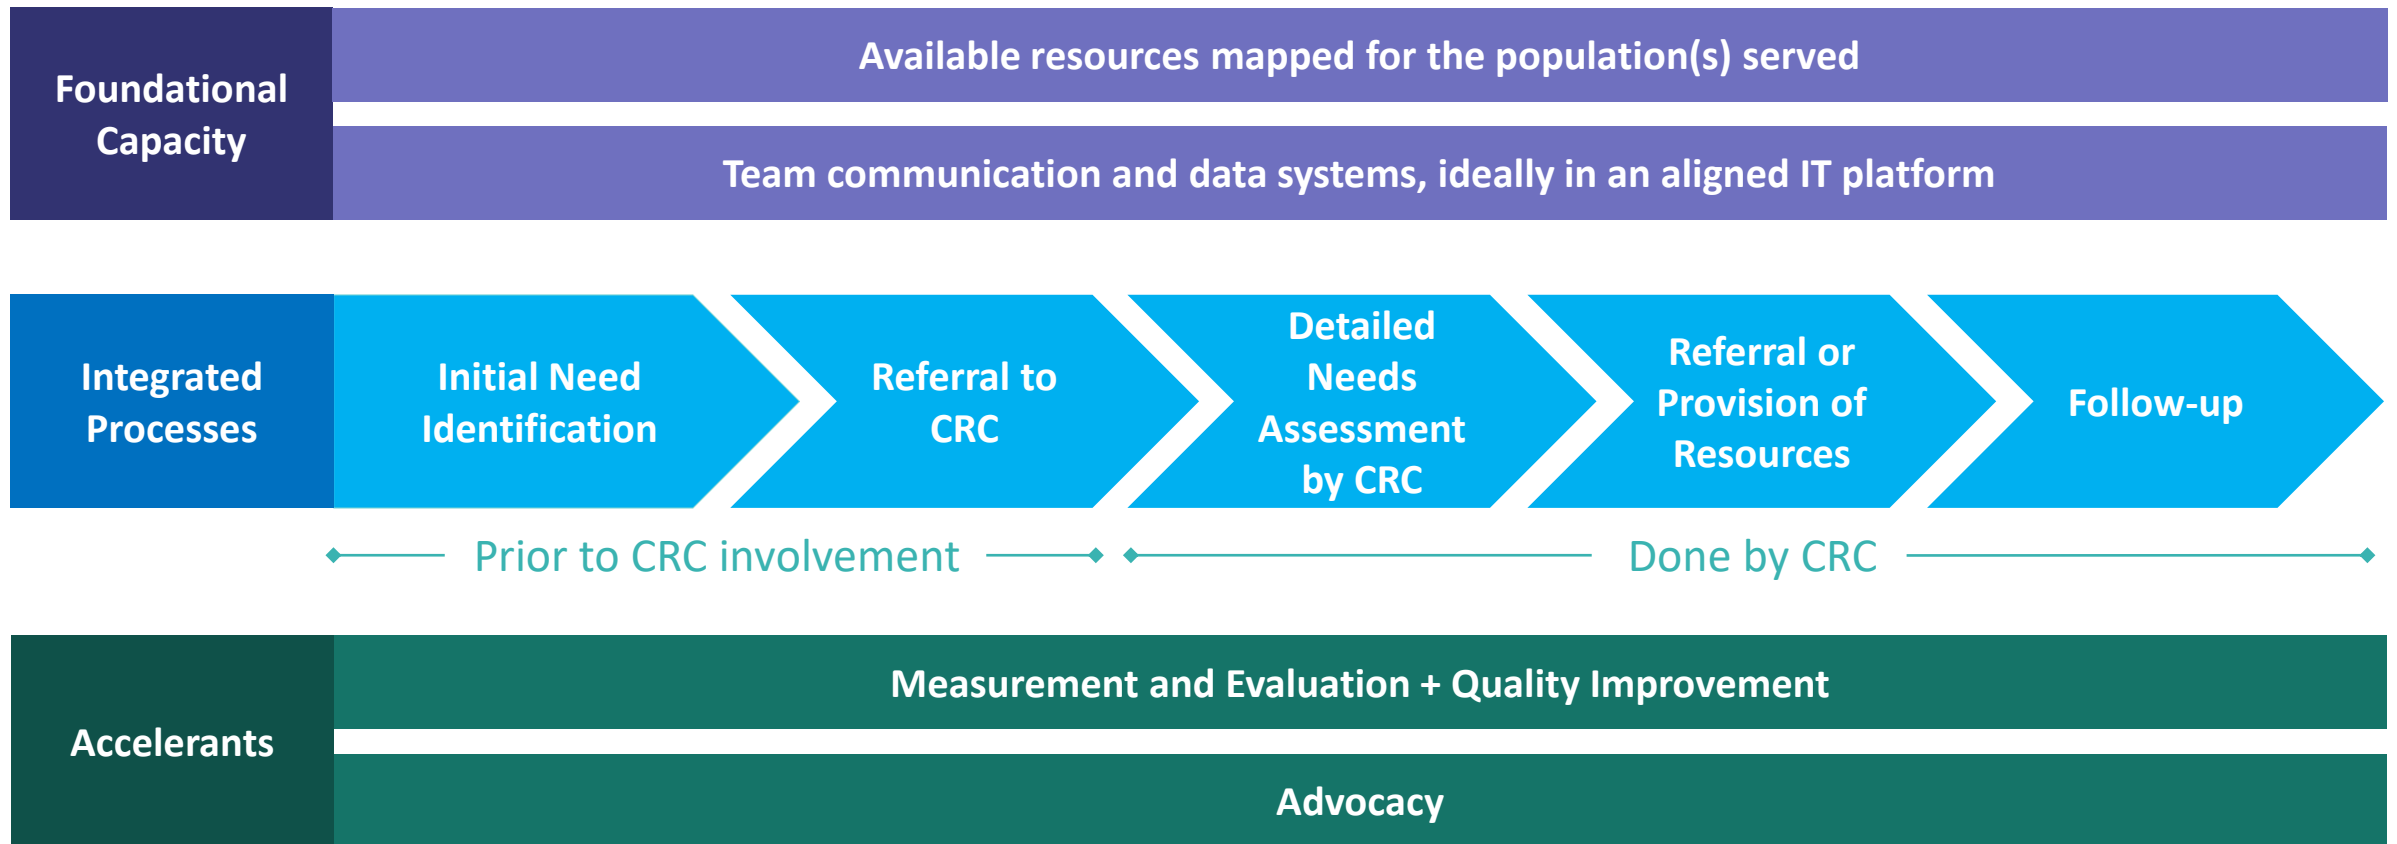 Foundational
Capacity
Available resources mapped for the population(s) served
Team communication and data systems, ideally in an aligned IT platform
Integrated
Processes
Initial Need
Identification
Referral to
CRC
Detailed
Needs
Assessment
by CRC
Referral or
Provision of
Resources
Follow-up
Prior to CRC involvement
Done by CRC
Accelerants
Measurement and Evaluation + Quality Improvement
Advocacy